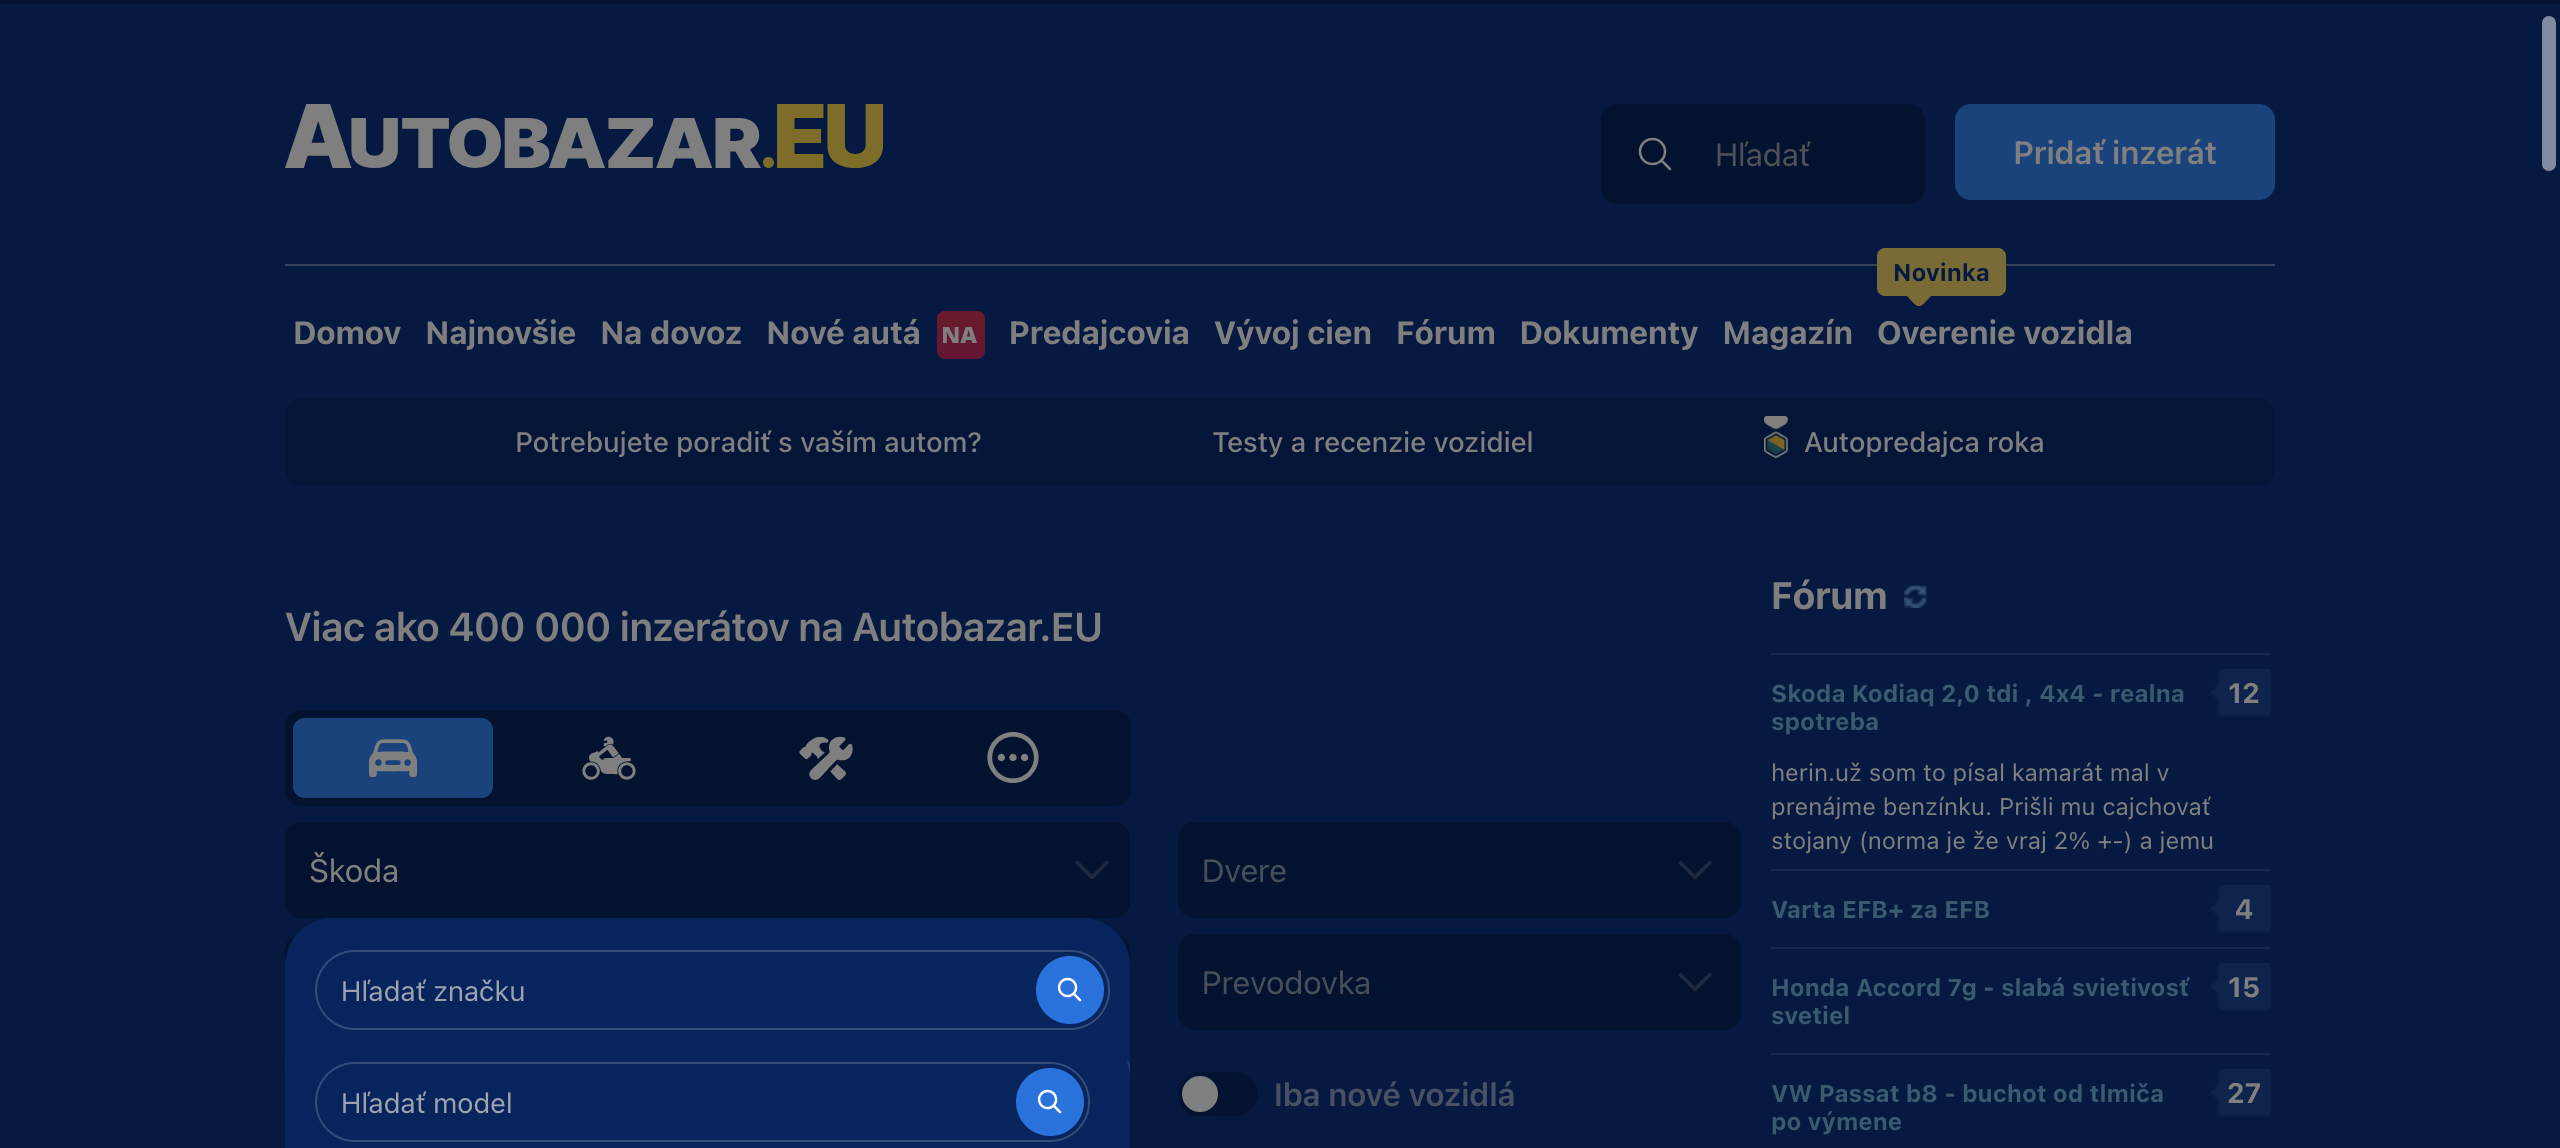 AUTOBAZAR.EU
Hľadať
Pridať inzerát
Novinka
Domov Najnovšie Na dovoz Nové autá NA Predajcovia Vývoj cien Fórum Dokumenty Magazín Overenie vozidla
Potrebujete poradiť s vaším autom? Testy a recenzie vozidiel Autopredajca roka
Viac ako 400 000 inzerátov na Autobazar.EU
Škoda
Hľadať značku
Hľadať model
Dvere
Prevodovka
Iba nové vozidlá
Fórum
Skoda Kodiaq 2,0 tdi , 4x4 - realna 12
spotreba
herin.už som to písal kamarát mal v
prenájme benzínku. Prišli mu cajchovať
stojany (norma je že vraj 2% +-) a jemu
Varta EFB+ za EFB 4
Honda Accord 7g - slabá svietivosť 15
svetiel
VW Passat b8 - buchot od tlmiča 27
po výmene